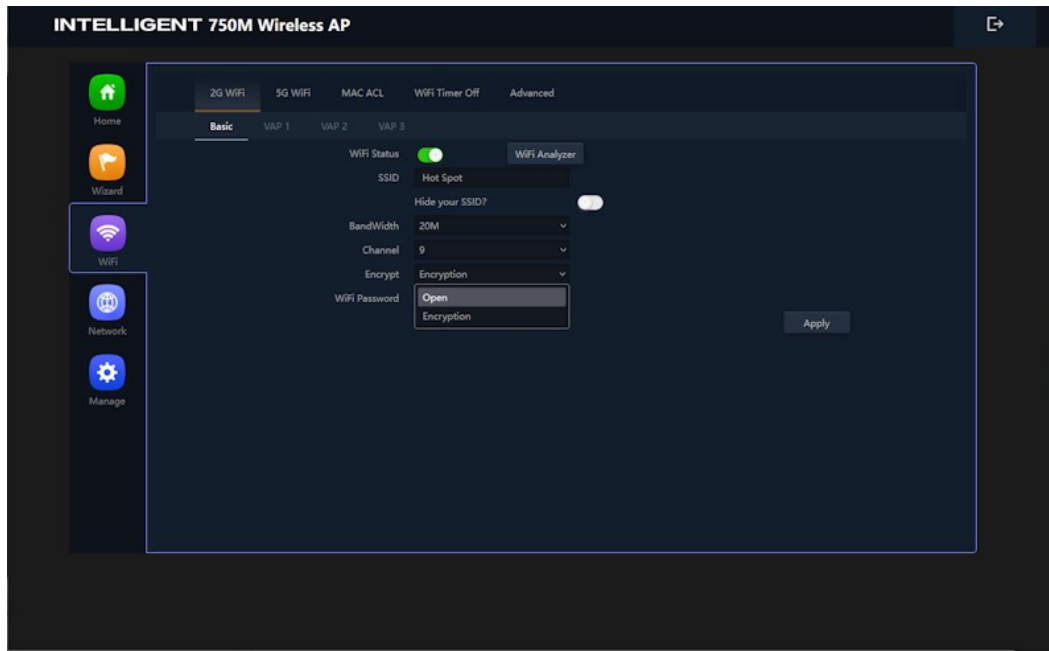 INTELLIGENT 750M Wireless AP
Home
Wizard
WiFi
Network
Manage
2G WiFi 5G WiFi MAC ACL WiFi Timer Off Advanced
Basic VAP 1 VAP 2 VAP 3
WiFi Status WiFi Analyzer
SSID Hot Spot
Hide your SSID?
BandWidth 20M
Channel 9
Encrypt Encryption
WiFi Password Open
Encryption
Apply